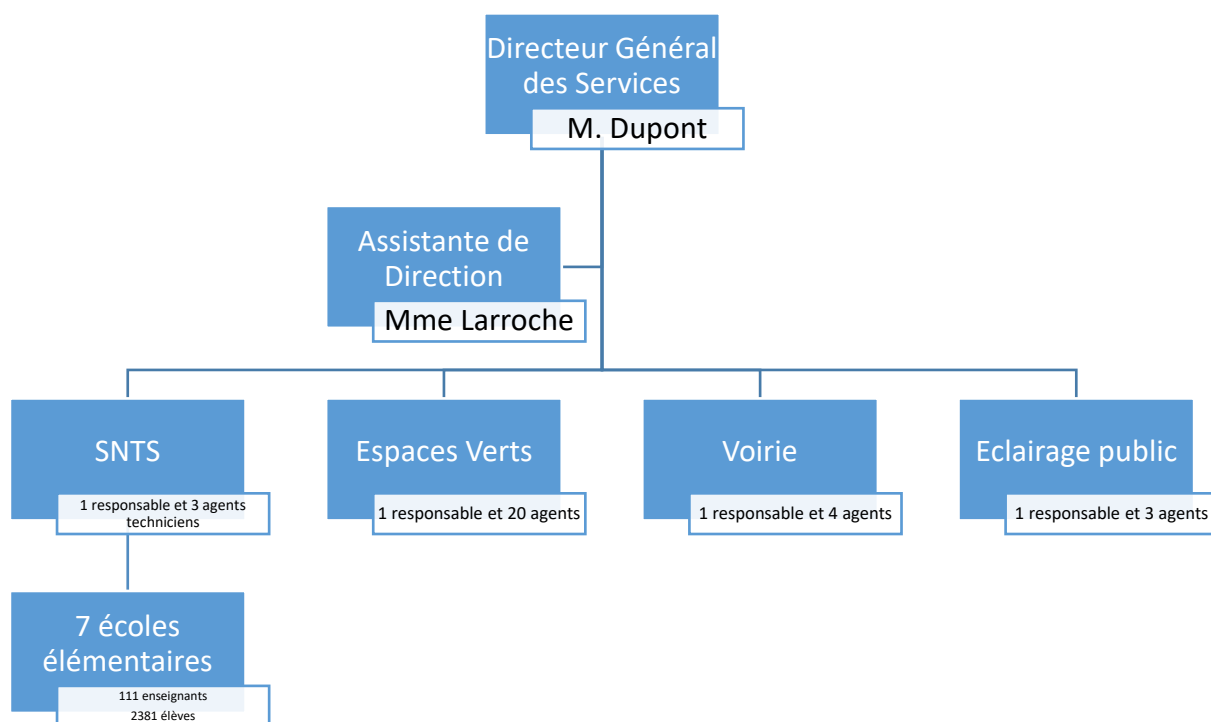 Directeur Général
des Services
M. Dupont
Assistante de
Direction
Mme Larroche
SNTS
1 responsable et 3 agents
techniciens
Espaces Verts
1 responsable et 20 agents
Voirie
1 responsable et 4 agents
Eclairage public
1 responsable et 3 agents
7 écoles
élémentaires
111 enseignants
2381 élèves